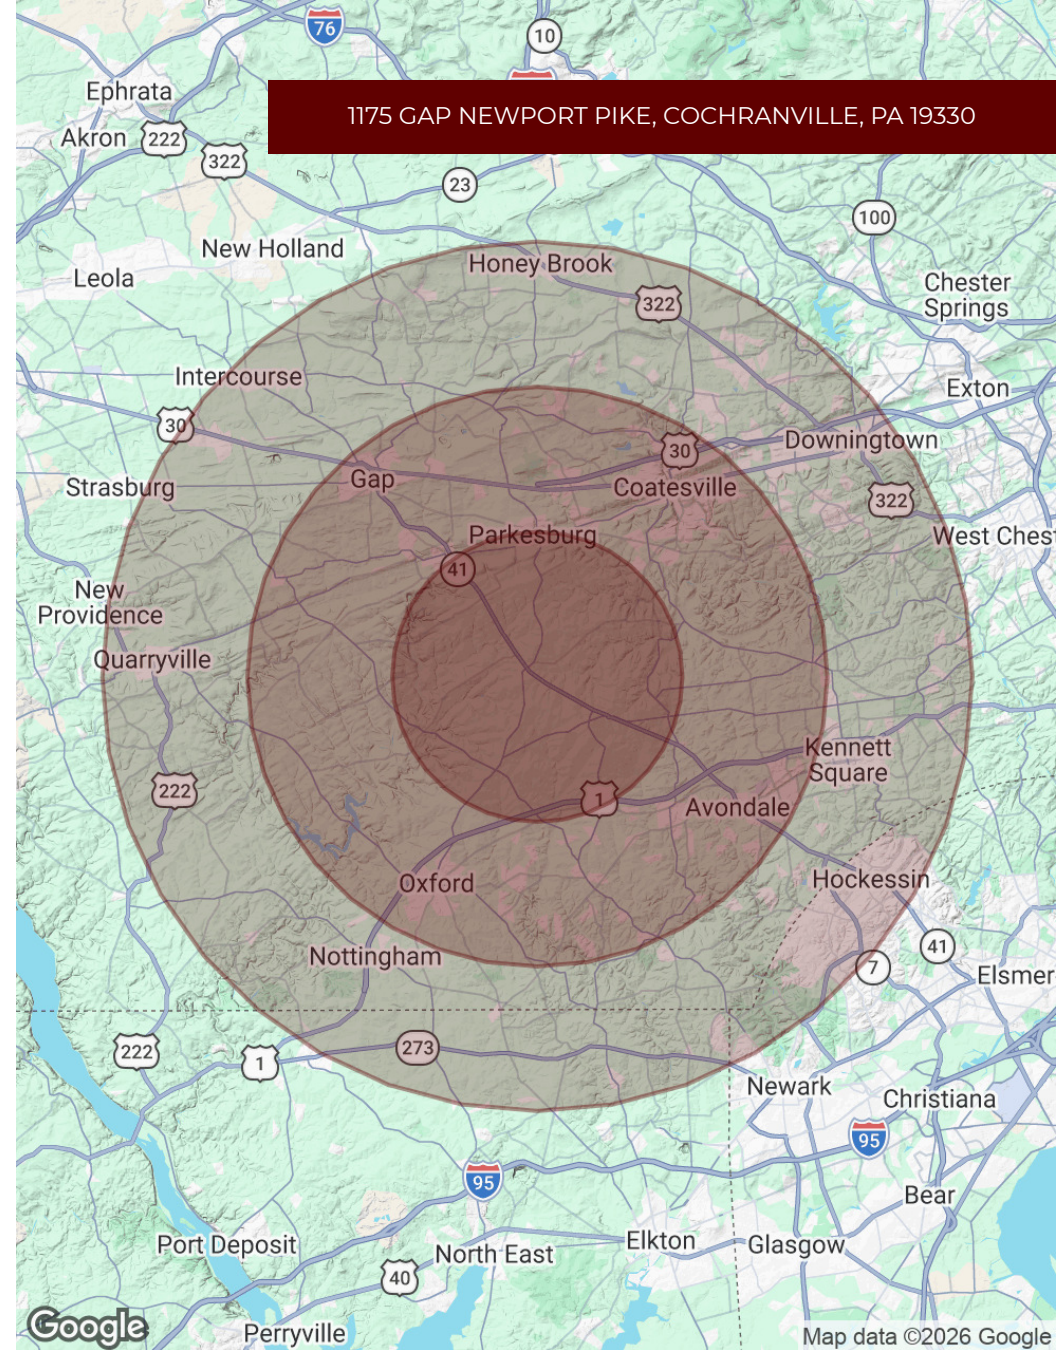 76
10
Ephrata
1175 GAP NEWPORT PIKE, COCHRANVILLE, PA 19330
Akron
222
322
23
100
New Holland
Honey Brook
Leola
Chester
Springs
322
Intercourse
Exton
30
Downingtown
30
Gap
Strasburg
Coatesville
322
Parkesburg
West Chest
41
New
Providence
Quarryville
Kennett
Square
222
1
Avondale
Oxford
Hockessin
Nottingham
41
7
Elsmer
222
1
273
Newark
Christiana
95
95
Bear
Port Deposit
North East
Elkton
Glasgow
40
Google
Perryville
Map data ©2026 Google